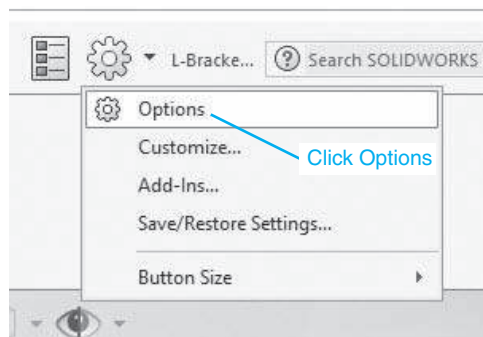 L-Bracke... Search SOLIDWORKS
Options
Click Options
Customize...
Add-Ins...
Save/Restore Settings...
Button Size